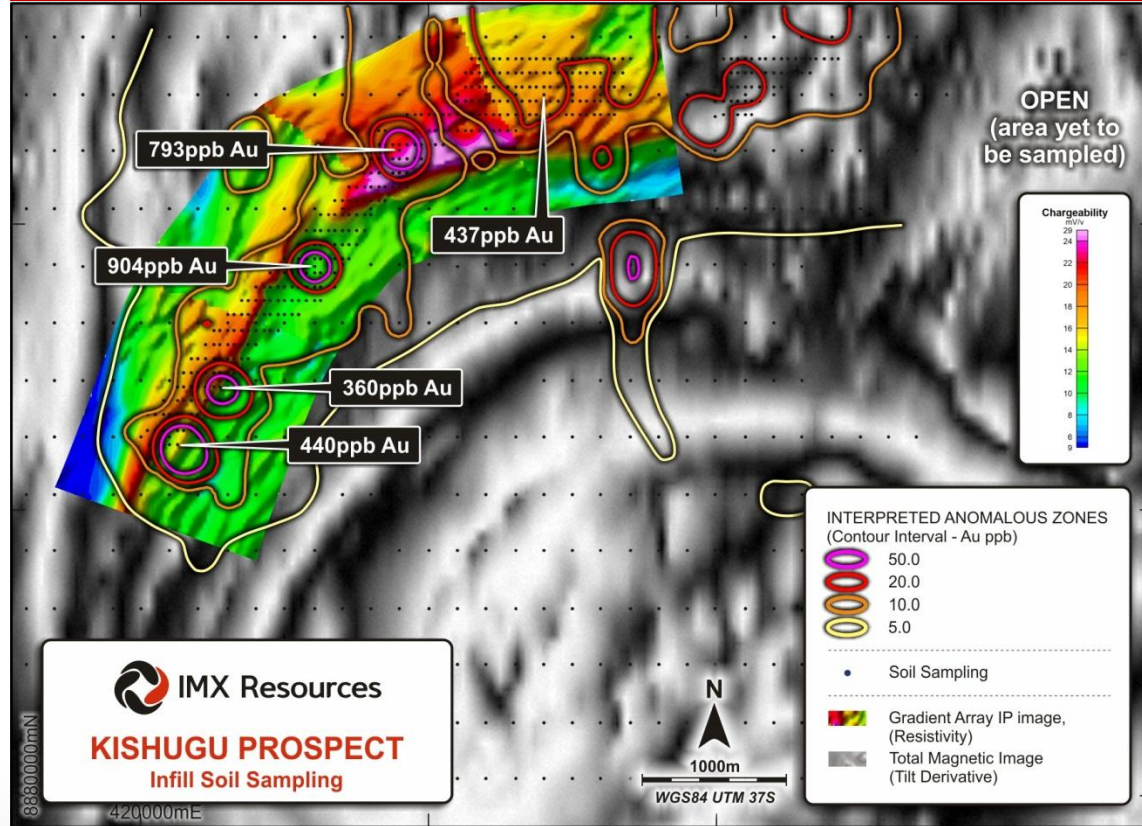 793ppb Au
904ppb Au
437ppb Au
360ppb Au
440ppb Au
OPEN
(area yet to
be sampled)
Chargeability
mV/v
29
24
22
20
18
16
14
12
10
8
6
9
INTERPRETED ANOMALOUS ZONES
(Contour Interval - Au ppb)
50.0
20.0
10.0
5.0
Soil Sampling
Gradient Array IP image,
(Resistivity)
Total Magnetic Image
(Tilt Derivative)
IMX Resources
KISHUGU PROSPECT
Infill Soil Sampling
N
1000m
WGS84 UTM 37S
8880000mN
420000mE